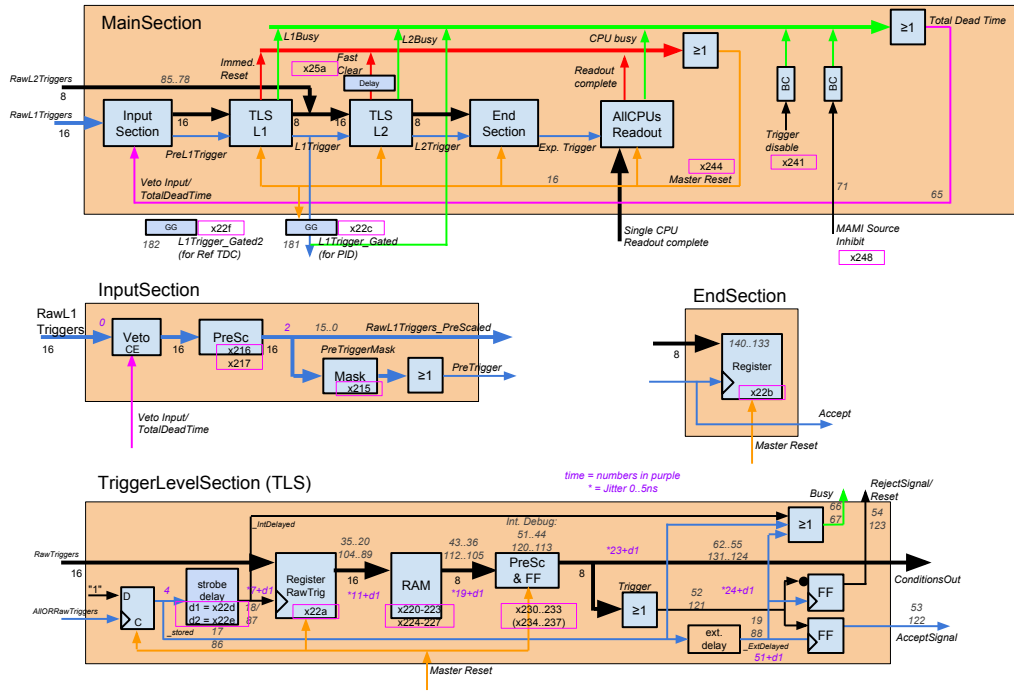 MainSection
Total Dead Time
L1Busy
L2Busy
CPU busy
≥1
≥1
Immed.
Reset
x25a
Fast
Clear
Delay
Readout
complete
BC
BC
RawL2Triggers
85..78
8
RawL1Triggers
16
Input
Section
16
TLS
L1
8
16
TLS
L2
8
End
Section
AllCPUs
Readout
PreL1Trigger
L1Trigger
L2Trigger
Exp. Trigger
Trigger
disable
x241
x244
Master Reset
16
71
65
Veto Input/
TotalDeadTime
GG
x22f
182
L1Trigger_Gated2
(for Ref TDC)
GG
x22c
181
L1Trigger_Gated
(for PID)
Single CPU
Readout complete
MAMI Source
Inhibit
x248
InputSection
RawL1
Triggers
0
16
Veto
CE
16
PreSc
x216
x217
16
2
15..0
RawL1Triggers_PreScaled
PreTriggerMask
Mask
x215
≥1
PreTrigger
Veto Input/
TotalDeadTime
EndSection
8
140..133
Register
x22b
Accept
Master Reset
TriggerLevelSection (TLS)
time = numbers in purple
* = Jitter 0..5ns
RawTriggers
16
"1"
AllORRawTriggers
D
C
4
strobe
delay
d1 = x22d
d2 = x22e
_IntDelayed
*7+d1
18/
87
_stored
17
86
Register
RawTrig
x22a
35..20
104..89
16
*11+d1
RAM
x220-223
x224-227
43..36
112..105
8
*19+d1
Int. Debug:
51..44
120..113
PreSc
& FF
x230..233
(x234..237)
8
*23+d1
Trigger
≥1
52
121
62..55
131..124
*24+d1
≥1
Busy
66
67
RejectSignal/
Reset
54
123
ConditionsOut
FF
FF
53
122
AcceptSignal
ext.
delay
19
88
_ExtDelayed
51+d1
Master Reset